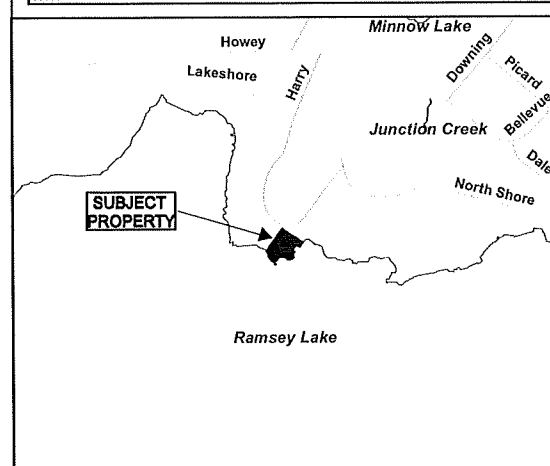 Minnow Lake
Howey
Downing
Picard
Lakeshore
Harry
Bellevue
Junction Creek
Dale
North Shore
SUBJECT
PROPERTY
Ramsey Lake